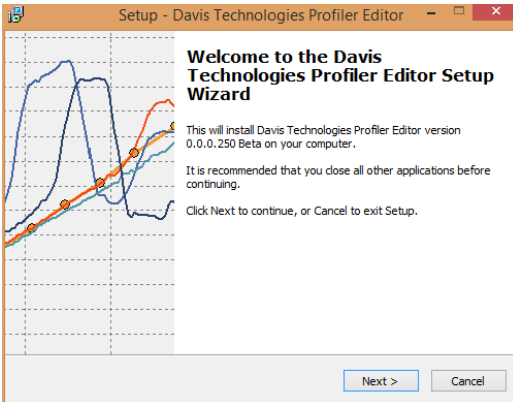 Setup - Davis Technologies Profiler Editor
Welcome to the Davis
Technologies Profiler Editor Setup
Wizard
This will install Davis Technologies Profiler Editor version
0.0.0.250 Beta on your computer.
It is recommended that you close all other applications before
continuing.
Click Next to continue, or Cancel to exit Setup.
Next >
Cancel